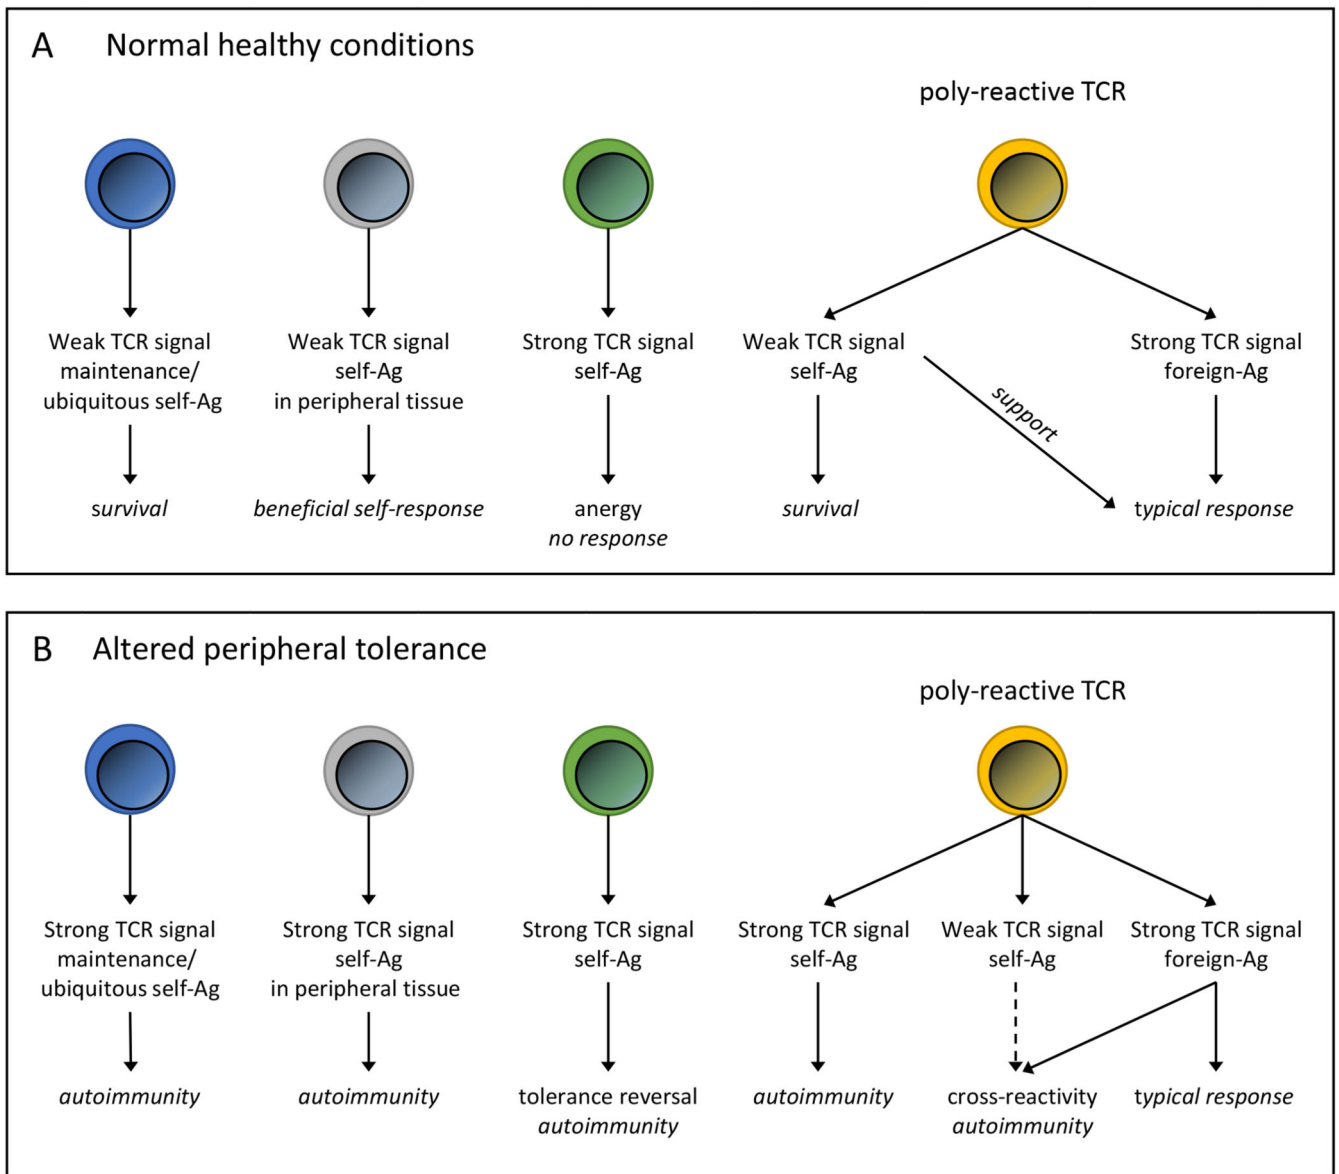 A Normal healthy conditions
poly-reactive TCR
Weak TCR signal
maintenance/
ubiquitous self-Ag
survival
Weak TCR signal
self-Ag
in peripheral tissue
beneficial self-response
Strong TCR signal
self-Ag
anergy
no response
Weak TCR signal
self-Ag
survival
support
Strong TCR signal
foreign-Ag
typical response
B Altered peripheral tolerance
poly-reactive TCR
Strong TCR signal
maintenance/
ubiquitous self-Ag
autoimmunity
Strong TCR signal
self-Ag
in peripheral tissue
autoimmunity
Strong TCR signal
self-Ag
tolerance reversal
autoimmunity
Strong TCR signal
self-Ag
autoimmunity
Weak TCR signal
self-Ag
cross-reactivity
autoimmunity
Strong TCR signal
foreign-Ag
typical response